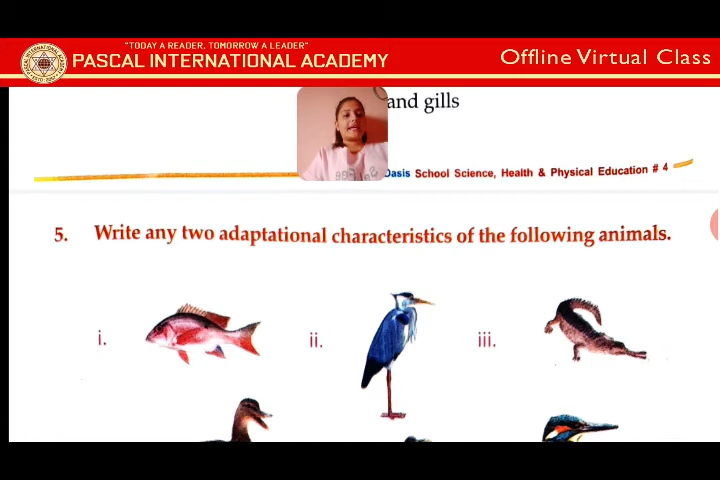 "TODAY A READER, TOMORROW A LEADER"
PASCAL INTERNATIONAL ACADEMY
Offline Virtual Class
and gills
Oasis School Science, Health & Physical Education # 4
5. Write any two adaptational characteristics of the following animals.
i.
ii.
iii.